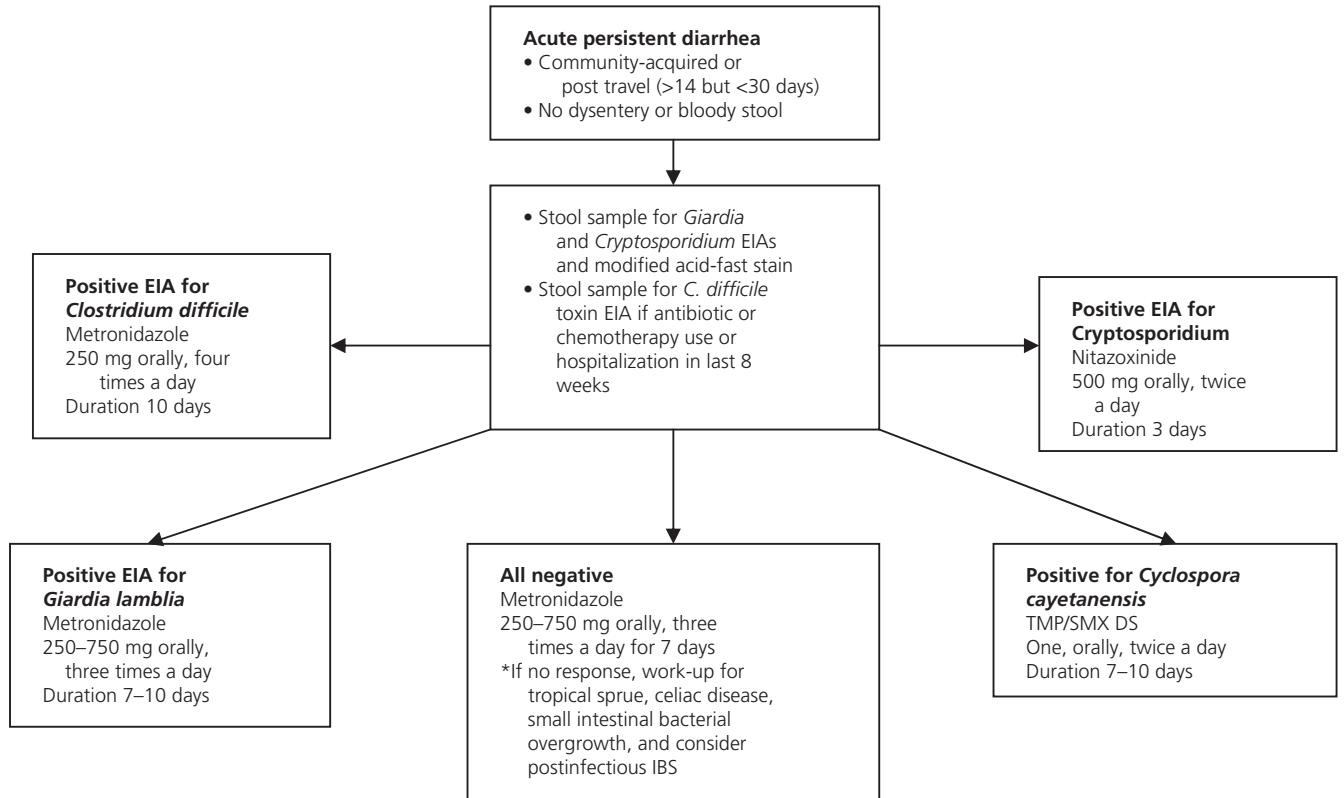 Acute persistent diarrhea
• Community-acquired or
post travel (>14 but <30 days)
• No dysentery or bloody stool
• Stool sample for Giardia
and Cryptosporidium EIAs
and modified acid-fast stain
• Stool sample for C. difficile
toxin EIA if antibiotic or
chemotherapy use or
hospitalization in last 8
weeks
Positive EIA for
Clostridium difficile
Metronidazole
250 mg orally, four
times a day
Duration 10 days
Positive EIA for
Cryptosporidium
Nitazoxinide
500 mg orally, twice
a day
Duration 3 days
Positive EIA for
Giardia lamblia
Metronidazole
250–750 mg orally,
three times a day
Duration 7–10 days
All negative
Metronidazole
250–750 mg orally, three
times a day for 7 days
*If no response, work-up for
tropical sprue, celiac disease,
small intestinal bacterial
overgrowth, and consider
postinfectious IBS
Positive for Cyclospora
cayetanensis
TMP/SMX DS
One, orally, twice a day
Duration 7–10 days